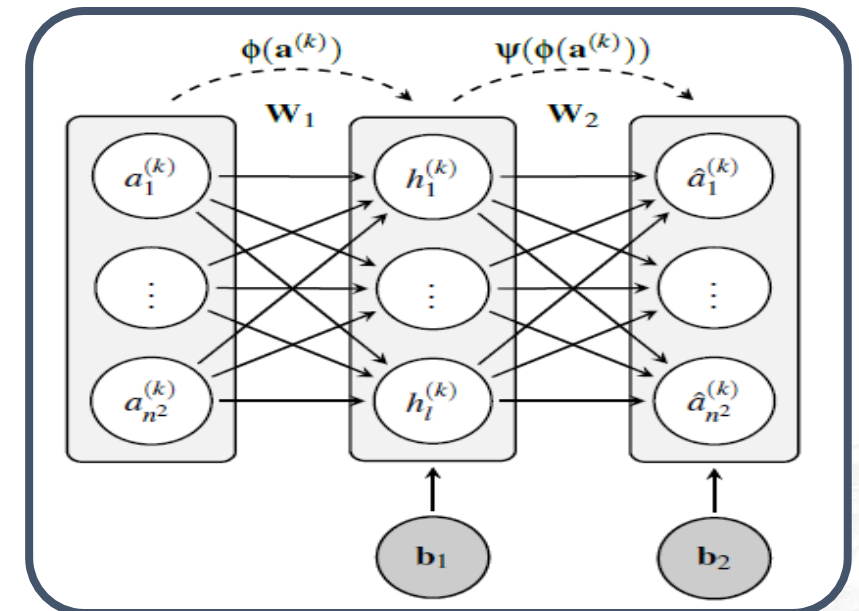 ϕ(a^(k)) ψ(ϕ(a^(k)))
W₁ W₂
a₁^(k) h₁^(k) â₁^(k)
⋮ ⋮ ⋮
a_{n²}^(k) h_l^(k) â_{n²}^(k)
b₁ b₂